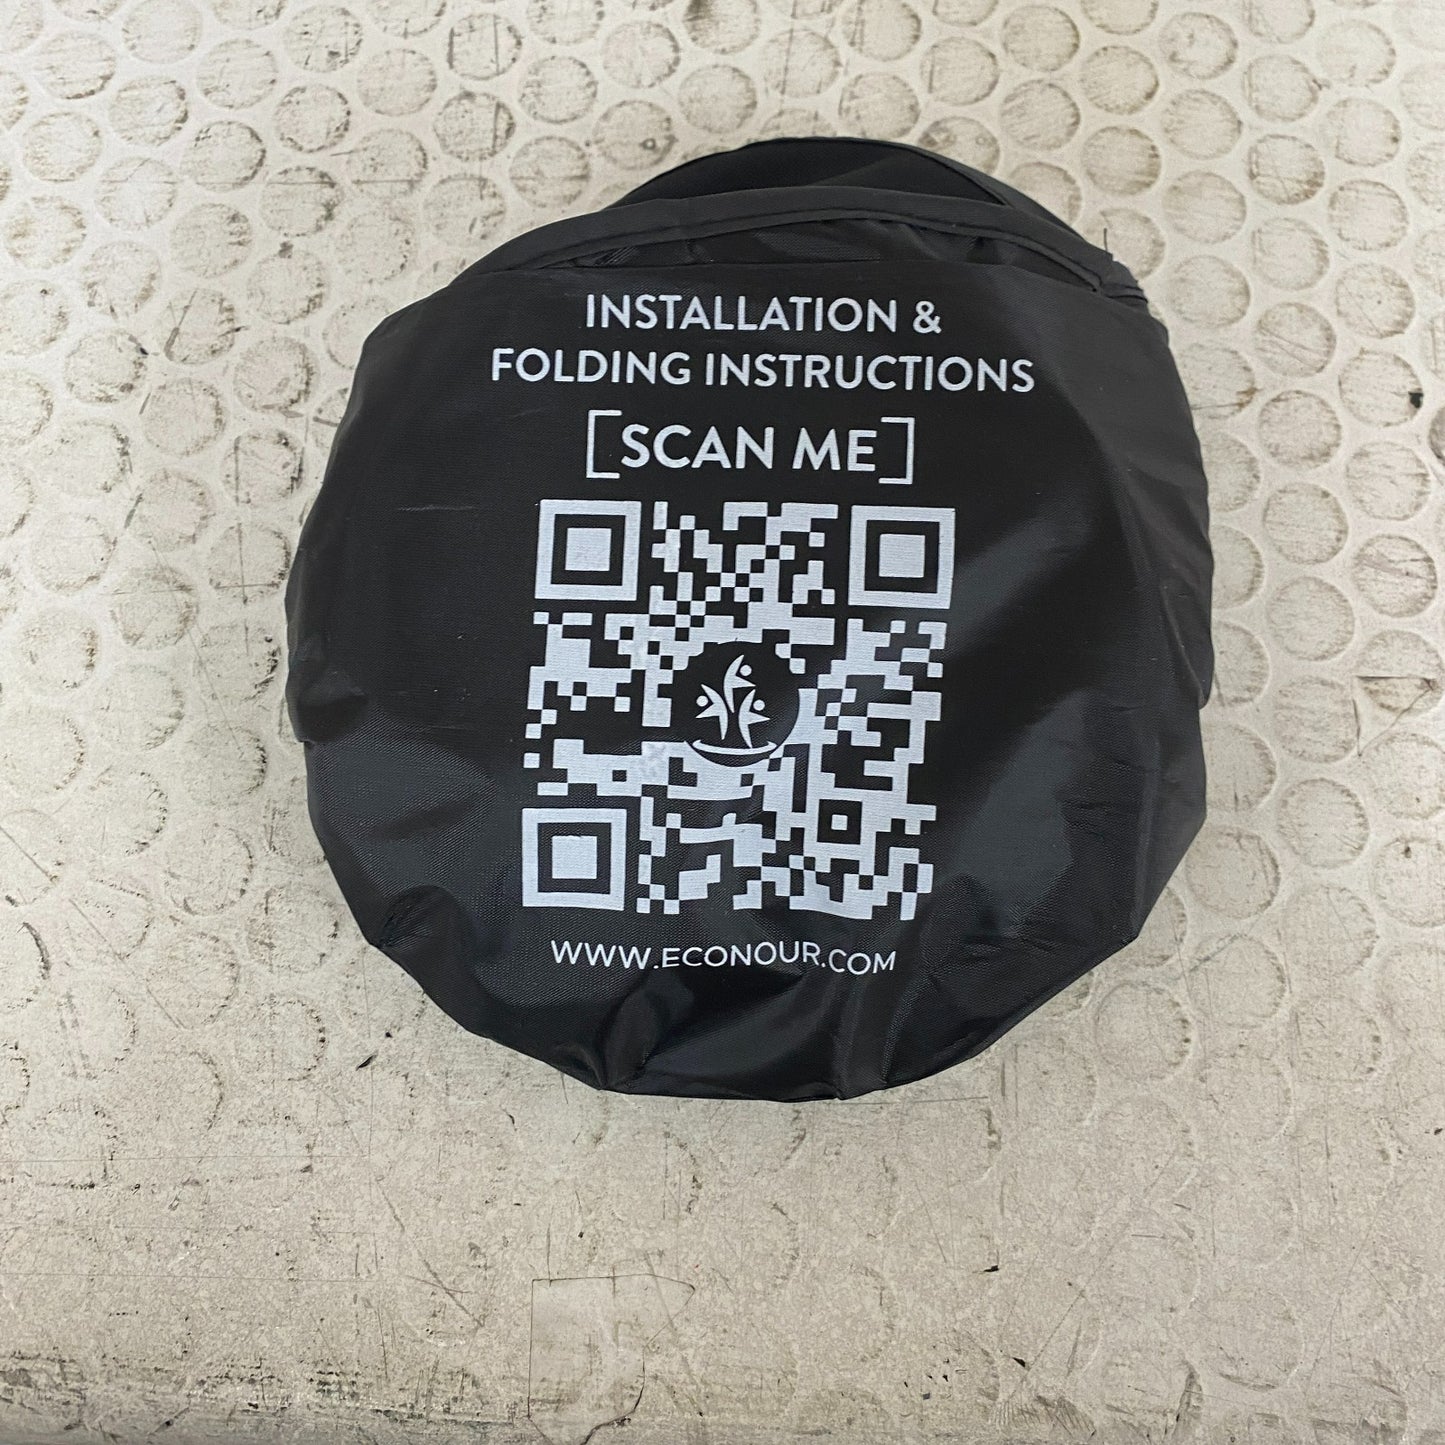 INSTALLATION &
FOLDING INSTRUCTIONS
[SCAN ME]
WWW.ECONOUR.COM